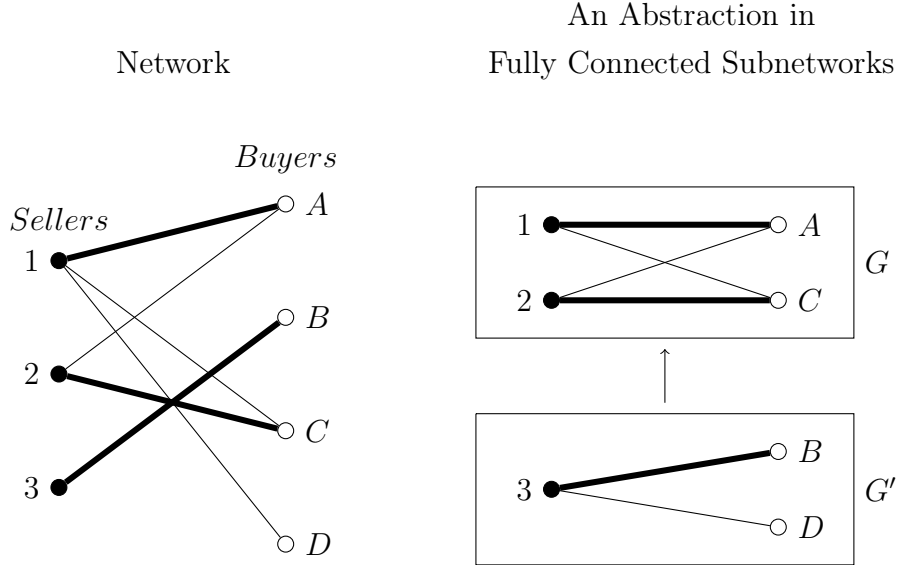 Network
An Abstraction in
Fully Connected Subnetworks
Sellers
Buyers
1
2
3
A
B
C
D
1
2
A
C
G
3
B
D
G′